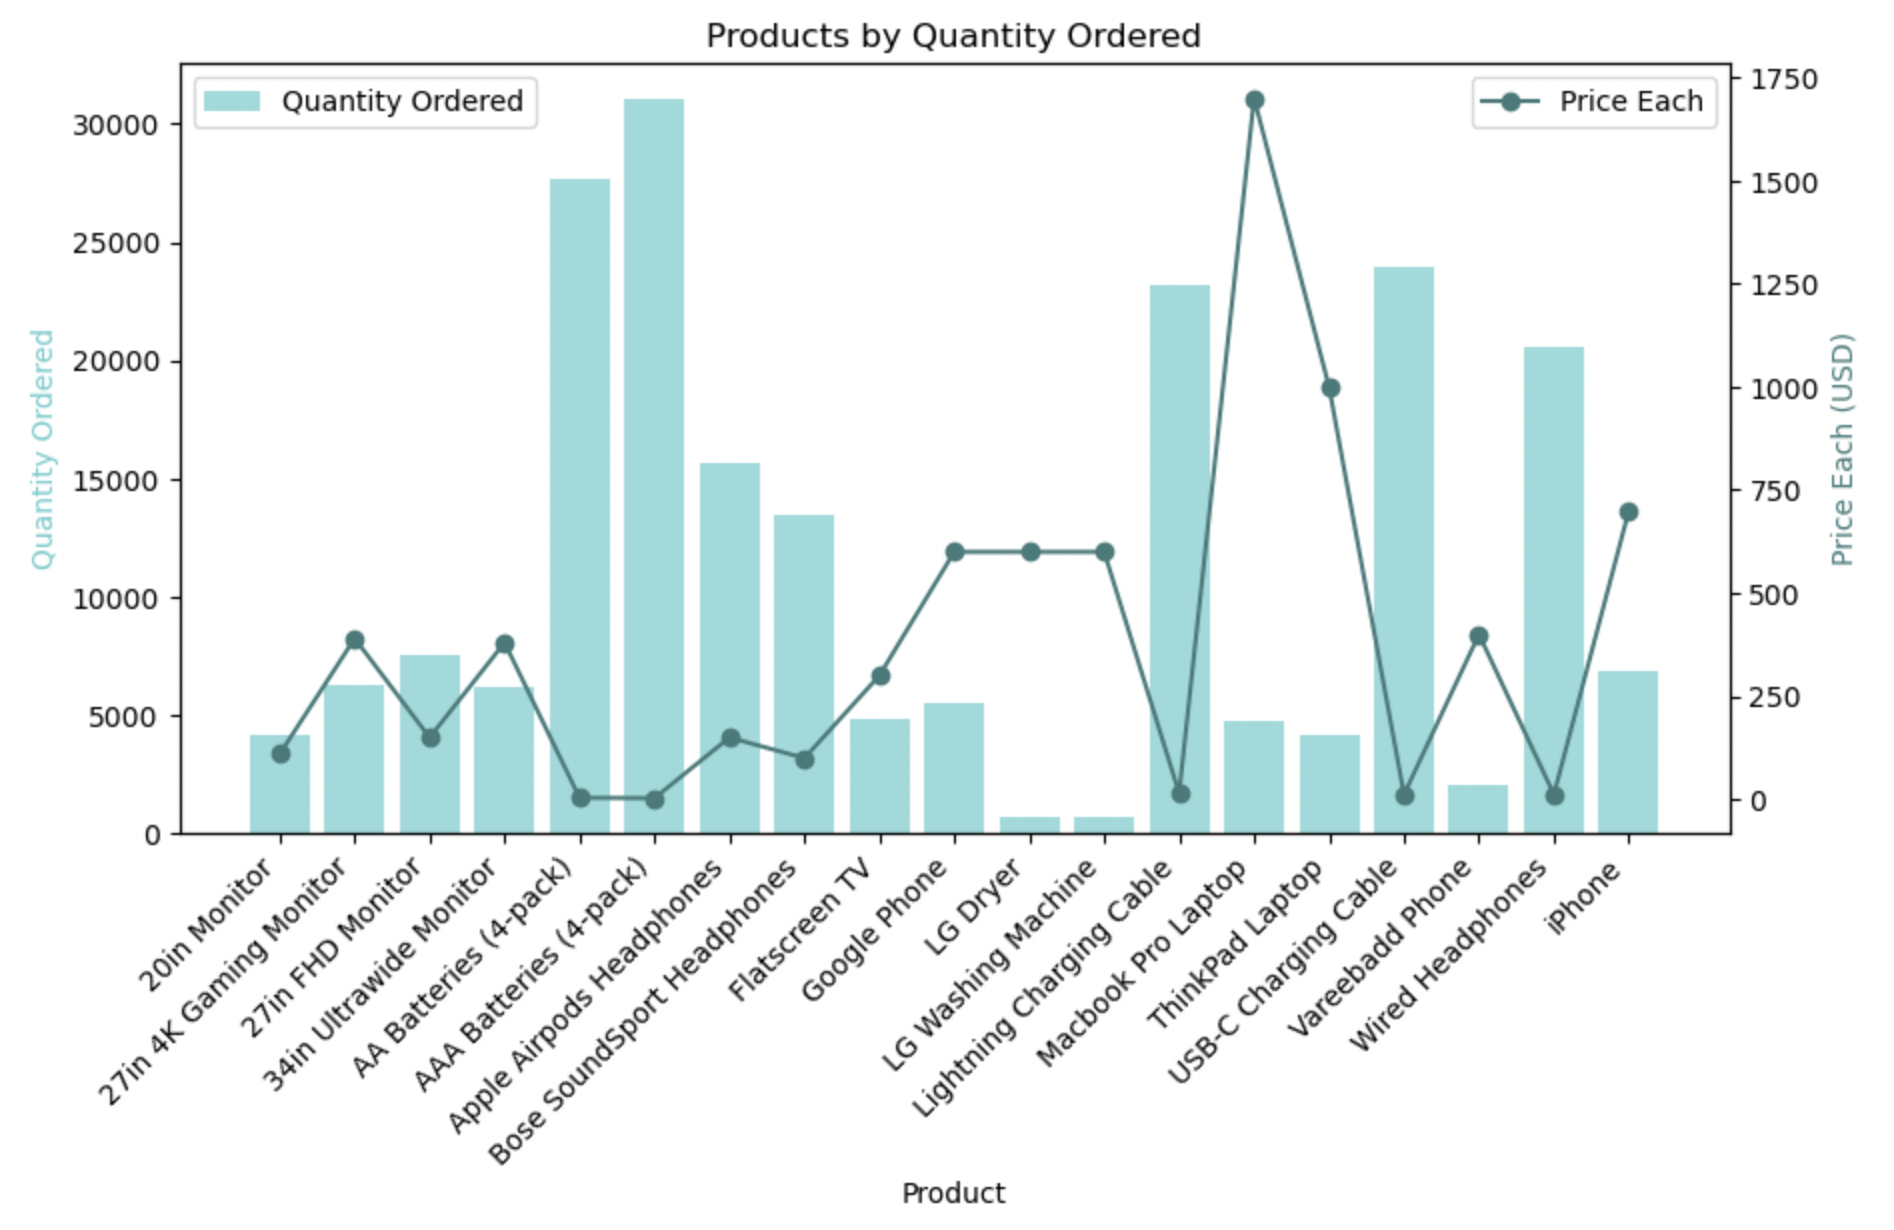 Products by Quantity Ordered
Quantity Ordered
Price Each
30000
25000
20000
15000
10000
5000
0
Quantity Ordered
1750
1500
1250
1000
750
500
250
0
Price Each (USD)
20in Monitor
27in 4K Gaming Monitor
27in FHD Monitor
34in Ultrawide Monitor
AA Batteries (4-pack)
AAA Batteries (4-pack)
Apple Airpods Headphones
Bose SoundSport Headphones
Flatscreen TV
Google Phone
LG Dryer
LG Washing Machine
Lightning Charging Cable
Macbook Pro Laptop
ThinkPad Laptop
USB-C Charging Cable
Vareebadd Phone
Wired Headphones
iPhone
Product